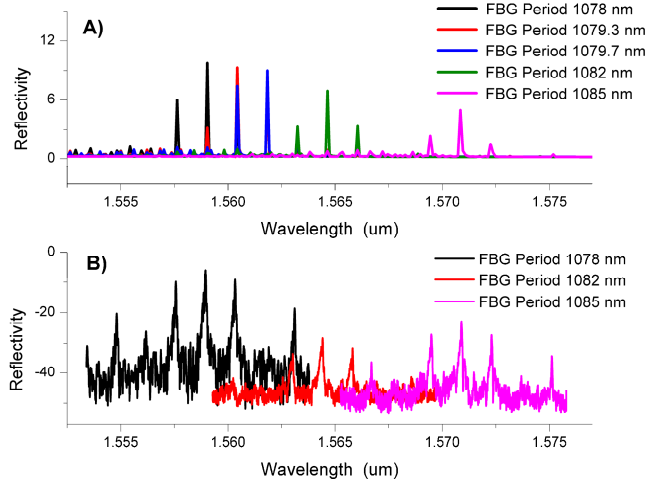 A)
FBG Period 1078 nm
FBG Period 1079.3 nm
FBG Period 1079.7 nm
FBG Period 1082 nm
FBG Period 1085 nm
12
6
0
Reflectivity
1.555 1.560 1.565 1.570 1.575
Wavelength (um)
B)
FBG Period 1078 nm
FBG Period 1082 nm
FBG Period 1085 nm
0
-20
-40
Reflectivity
1.555 1.560 1.565 1.570 1.575
Wavelength (um)